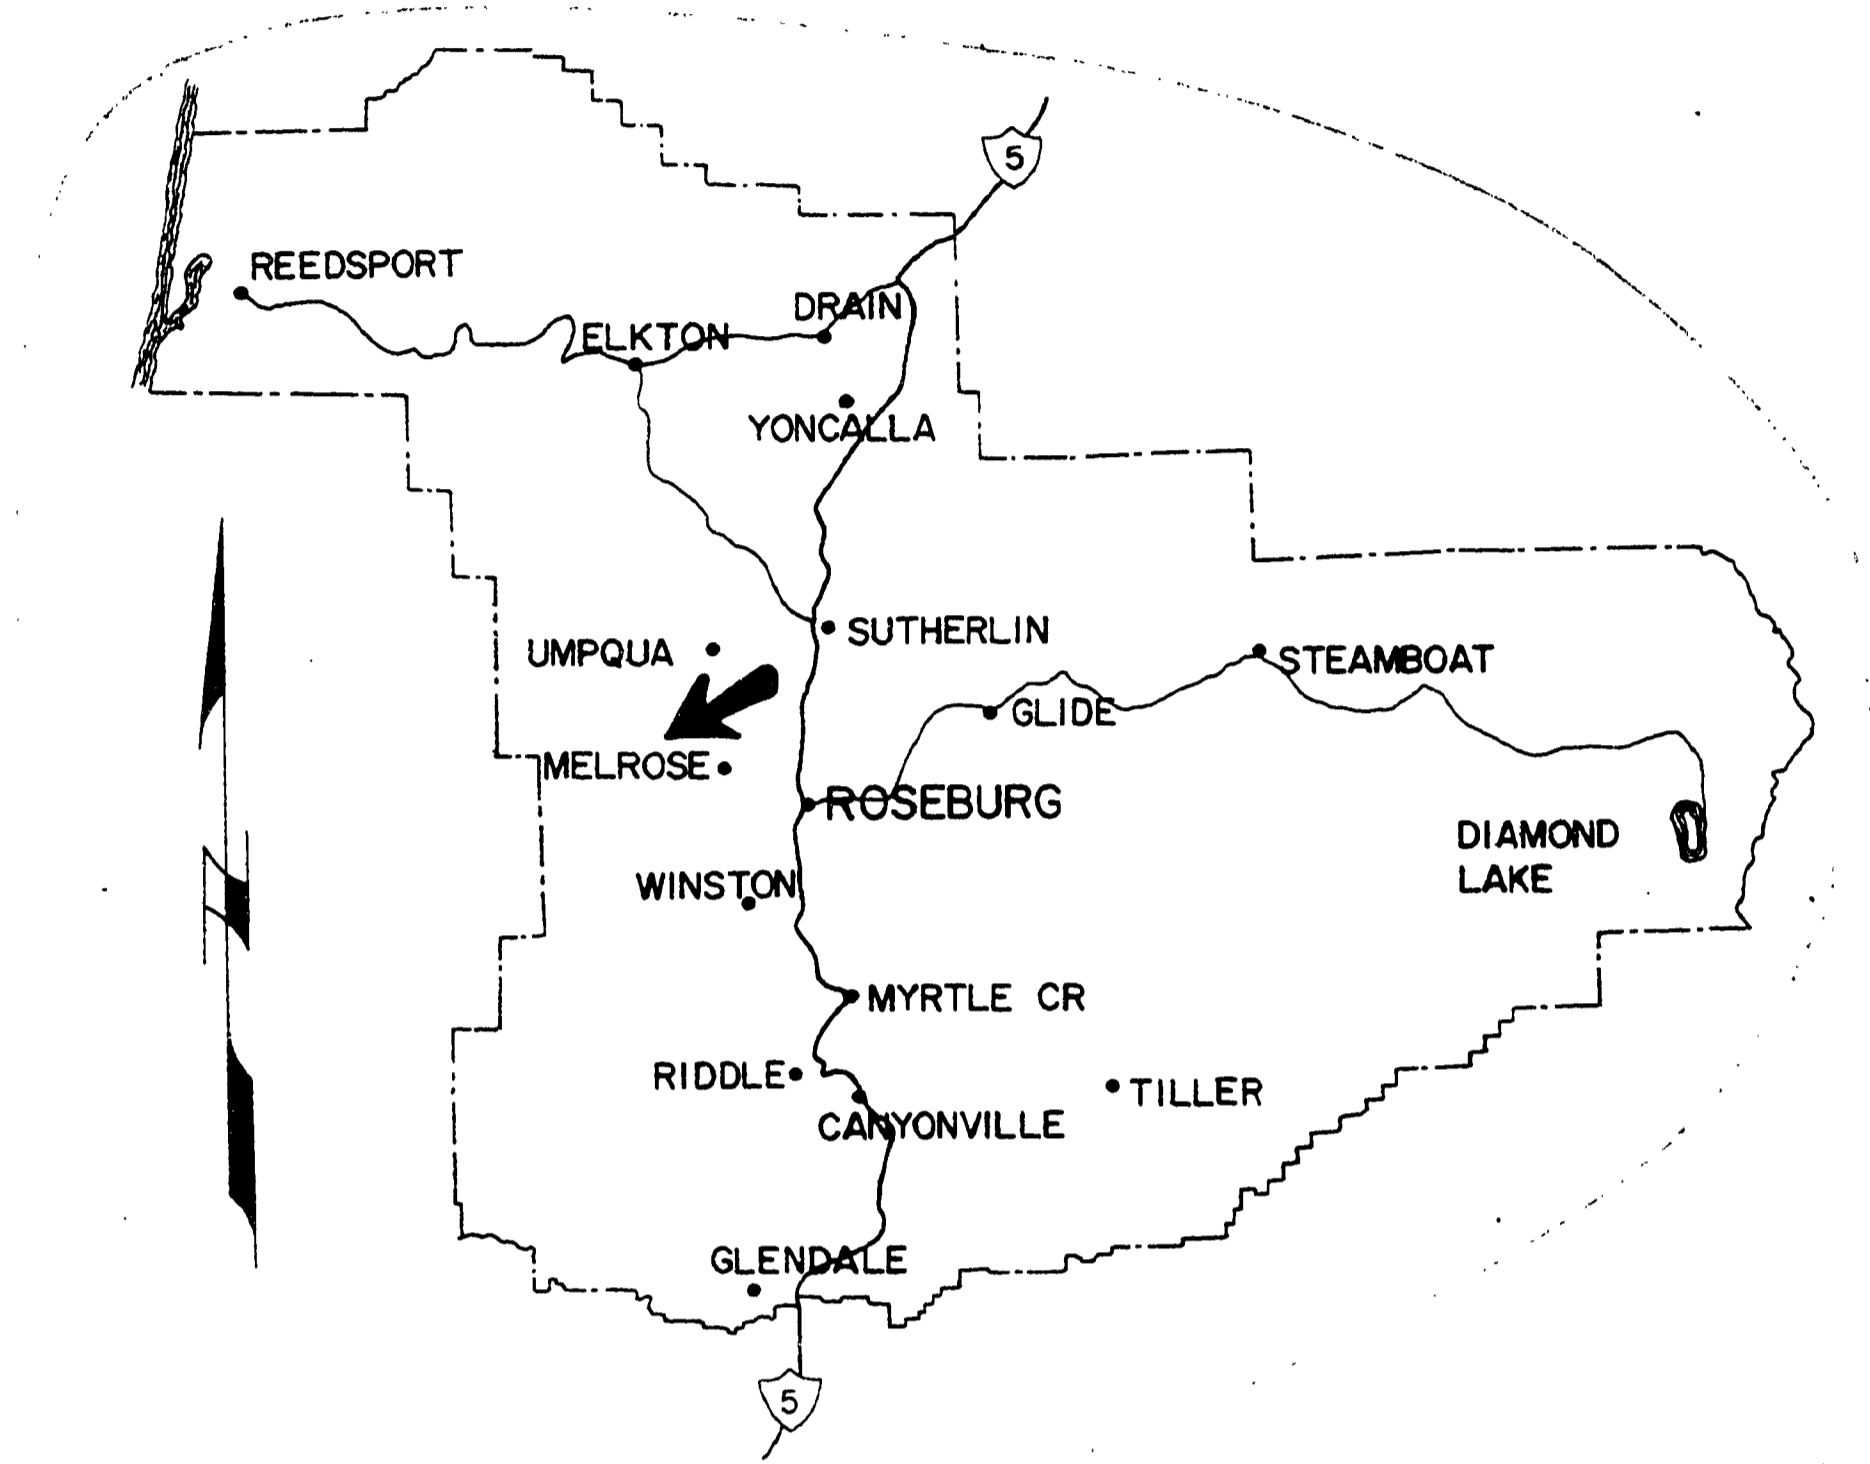 5
REEDSPORT
DRAIN
ELKTON
YONCALLA
SUTHERLIN
UMPQUA
STEAMBOAT
GLIDE
MELROSE
ROSEBURG
DIAMOND
LAKE
WINSTON
MYRTLE CR
RIDDLE
TILLER
CANYONVILLE
GLENDALE
5
N